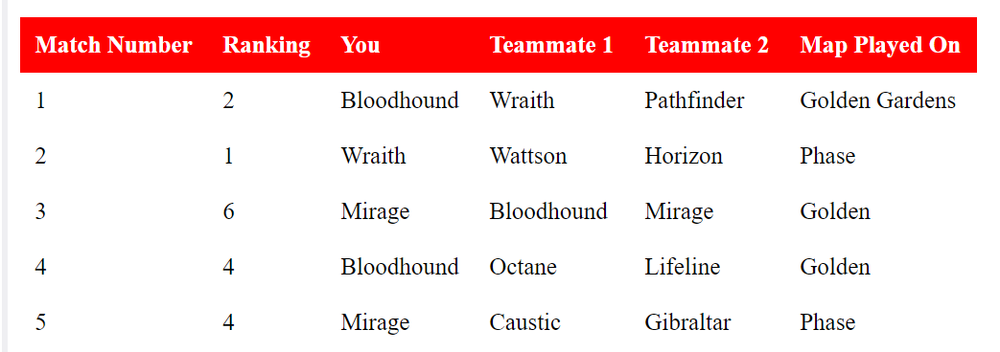 Match Number Ranking You Teammate 1 Teammate 2 Map Played On
1 2 Bloodhound Wraith Pathfinder Golden Gardens
2 1 Wraith Wattson Horizon Phase
3 6 Mirage Bloodhound Mirage Golden
4 4 Bloodhound Octane Lifeline Golden
5 4 Mirage Caustic Gibraltar Phase